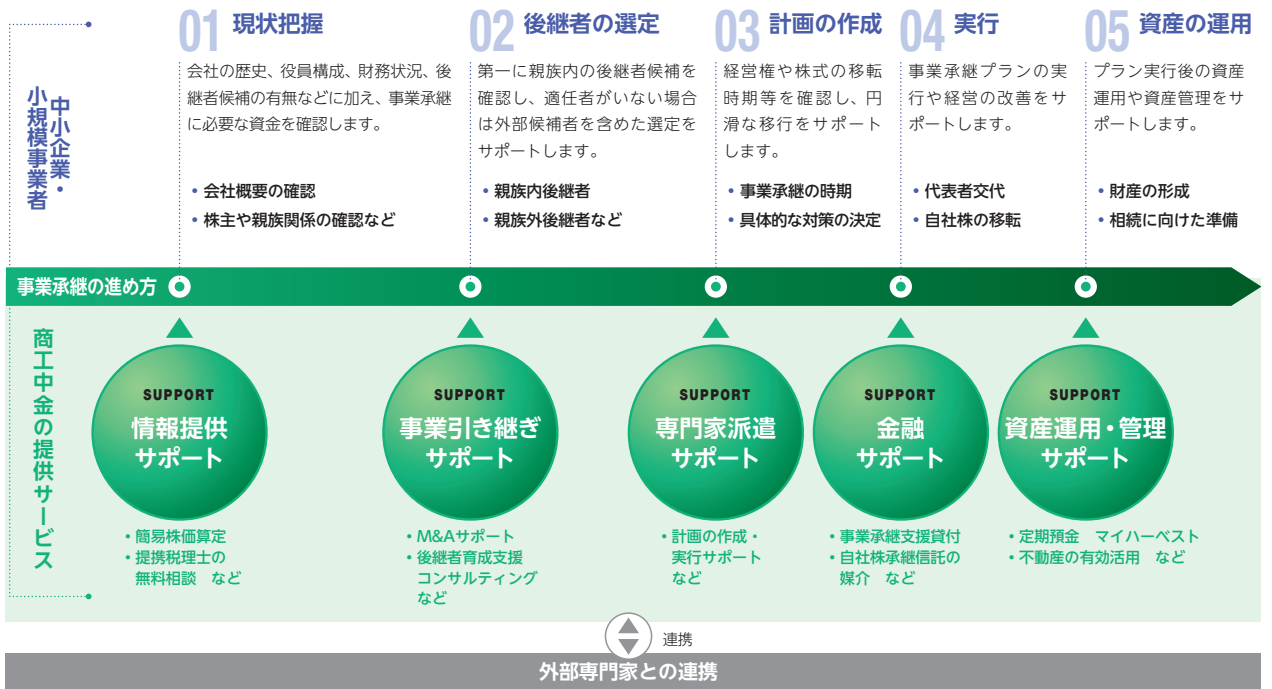 中小企業・
小規模事業者
01 現状把握
会社の歴史、役員構成、財務状況、後
継者候補の有無などに加え、事業承継
に必要な資金を確認します。
・会社概要の確認
・株主や親族関係の確認など
02 後継者の選定
第一に親族内の後継者候補を
確認し、適任者がいない場合
は外部候補者を含めた選定を
サポートします。
・親族内後継者
・親族外後継者など
03 計画の作成
経営権や株式の移転
時期等を確認し、円
滑な移行をサポート
します。
・事業承継の時期
・具体的な対策の決定
04 実行
事業承継プランの実
行や経営の改善をサ
ポートします。
・代表者交代
・自社株の移転
05 資産の運用
プラン実行後の資産
運用や資産管理をサ
ポートします。
・財産の形成
・相続に向けた準備
事業承継の進め方
商工中金の提供サービス
SUPPORT
情報提供
サポート
・簡易株価算定
・提携税理士の
無料相談　など
SUPPORT
事業引き継ぎ
サポート
・M&Aサポート
・後継者育成支援
コンサルティング
など
SUPPORT
専門家派遣
サポート
・計画の作成・
実行サポート
など
SUPPORT
金融
サポート
・事業承継支援貸付
・自社株承継信託の
媒介　など
SUPPORT
資産運用・管理
サポート
・定期預金　マイハーベスト
・不動産の有効活用　など
連携
外部専門家との連携